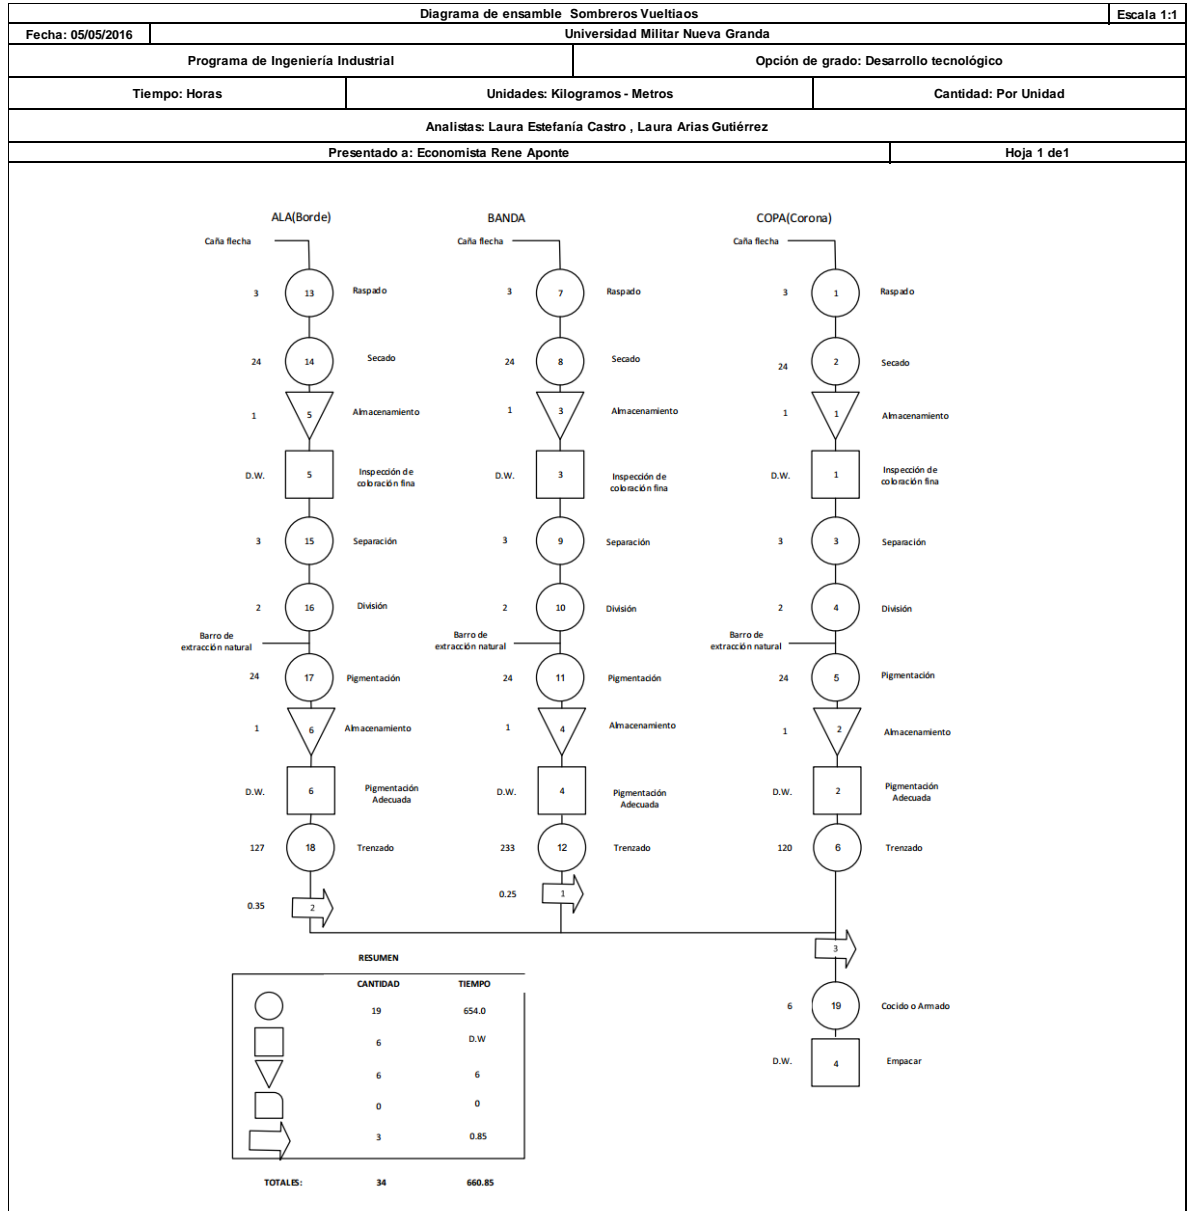 Diagrama de ensamble Sombreros Vueltiaos
Escala 1:1
Fecha: 05/05/2016
Universidad Militar Nueva Granda
Programa de Ingeniería Industrial
Opción de grado: Desarrollo tecnológico
Tiempo: Horas
Unidades: Kilogramos - Metros
Cantidad: Por Unidad
Analistas: Laura Estefanía Castro , Laura Arias Gutiérrez
Presentado a: Economista Rene Aponte
Hoja 1 de1
ALA(Borde)
Caña flecha
3 13 Raspado
24 14 Secado
1 5 Almacenamiento
D.W. 5 Inspección de
coloración fina
3 15 Separación
2 16 División
Barro de
extracción natural
24 17 Pigmentación
1 6 Almacenamiento
D.W. 6 Pigmentación
Adecuada
127 18 Trenzado
0.35 2
BANDA
Caña flecha
3 7 Raspado
24 8 Secado
1 3 Almacenamiento
D.W. 3 Inspección de
coloración fina
3 9 Separación
2 10 División
Barro de
extracción natural
24 11 Pigmentación
1 4 Almacenamiento
D.W. 4 Pigmentación
Adecuada
233 12 Trenzado
0.25 1
COPA(Corona)
Caña flecha
3 1 Raspado
24 2 Secado
1 1 Almacenamiento
D.W. 1 Inspección de
coloración fina
3 3 Separación
2 4 División
Barro de
extracción natural
24 5 Pigmentación
1 2 Almacenamiento
D.W. 2 Pigmentación
Adecuada
120 6 Trenzado
3
6 19 Cocido o Armado
D.W. 4 Empacar
RESUMEN
CANTIDAD TIEMPO
19 654.0
6 D.W
6 6
0 0
3 0.85
TOTALES: 34 660.85